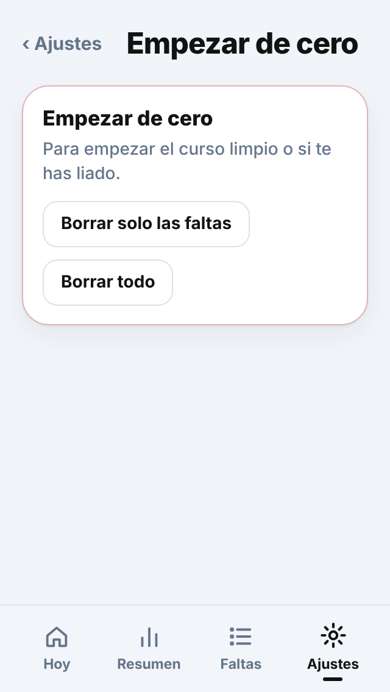 ‹ Ajustes
Empezar de cero
Empezar de cero
Para empezar el curso limpio o si te
has liado.
Borrar solo las faltas
Borrar todo
Hoy
Resumen
Faltas
Ajustes